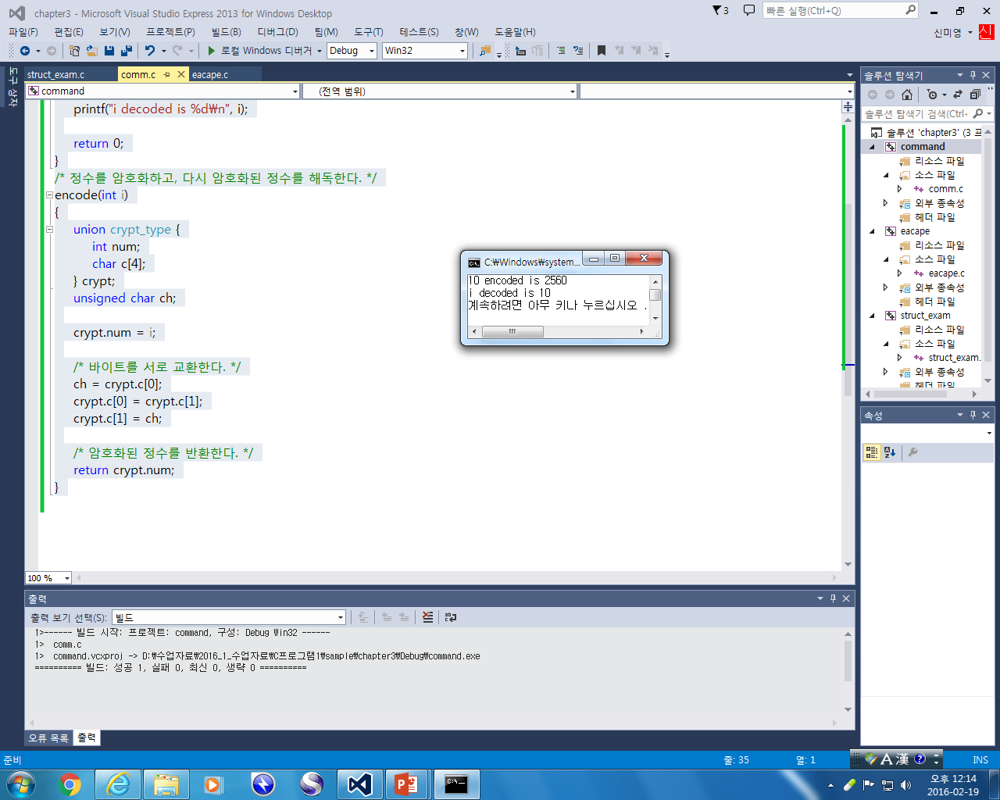 chapter3 - Microsoft Visual Studio Express 2013 for Windows Desktop
3
빠른 실행(Ctrl+Q)
파일(F) 편집(E) 보기(V) 프로젝트(P) 빌드(B) 디버그(D) 팀(M) 도구(T) 테스트(S) 창(W) 도움말(H)
신미영
신
로컬 Windows 디버거
Debug
Win32
도구 상자
struct_exam.c
comm.c
eacape.c
command
(전역 범위)
printf("i decoded is %d₩n", i);
return 0;
}
/* 정수를 암호화하고, 다시 암호화된 정수를 해독한다. */
encode(int i)
{
union crypt_type {
int num;
char c[4];
} crypt;
unsigned char ch;
crypt.num = i;
/* 바이트를 서로 교환한다. */
ch = crypt.c[0];
crypt.c[0] = crypt.c[1];
crypt.c[1] = ch;
/* 암호화된 정수를 반환한다. */
return crypt.num;
}
100 %
C:₩Windows₩system...
10 encoded is 2560
i decoded is 10
계속하려면 아무 키나 누르십시오 .
솔루션 탐색기
솔루션 탐색기 검색(Ctrl-
솔루션 'chapter3' (3 프
command
리소스 파일
소스 파일
comm.c
외부 종속성
헤더 파일
eacape
리소스 파일
소스 파일
eacape.c
외부 종속성
헤더 파일
struct_exam
리소스 파일
소스 파일
struct_exam.
외부 종속성
헤더 파일
속성
출력
출력 보기 선택(S):
빌드
1>------ 빌드 시작: 프로젝트: command, 구성: Debug Win32 ------
1>  comm.c
1>  command.vcxproj -> D:₩수업자료₩2016_1_수업자료₩C프로그램1₩sample₩chapter3₩Debug₩command.exe
========== 빌드: 성공 1, 실패 0, 최신 0, 생략 0 ==========
오류 목록
출력
준비
줄: 35
열: 1
A 漢
INS
오후 12:14
2016-02-19